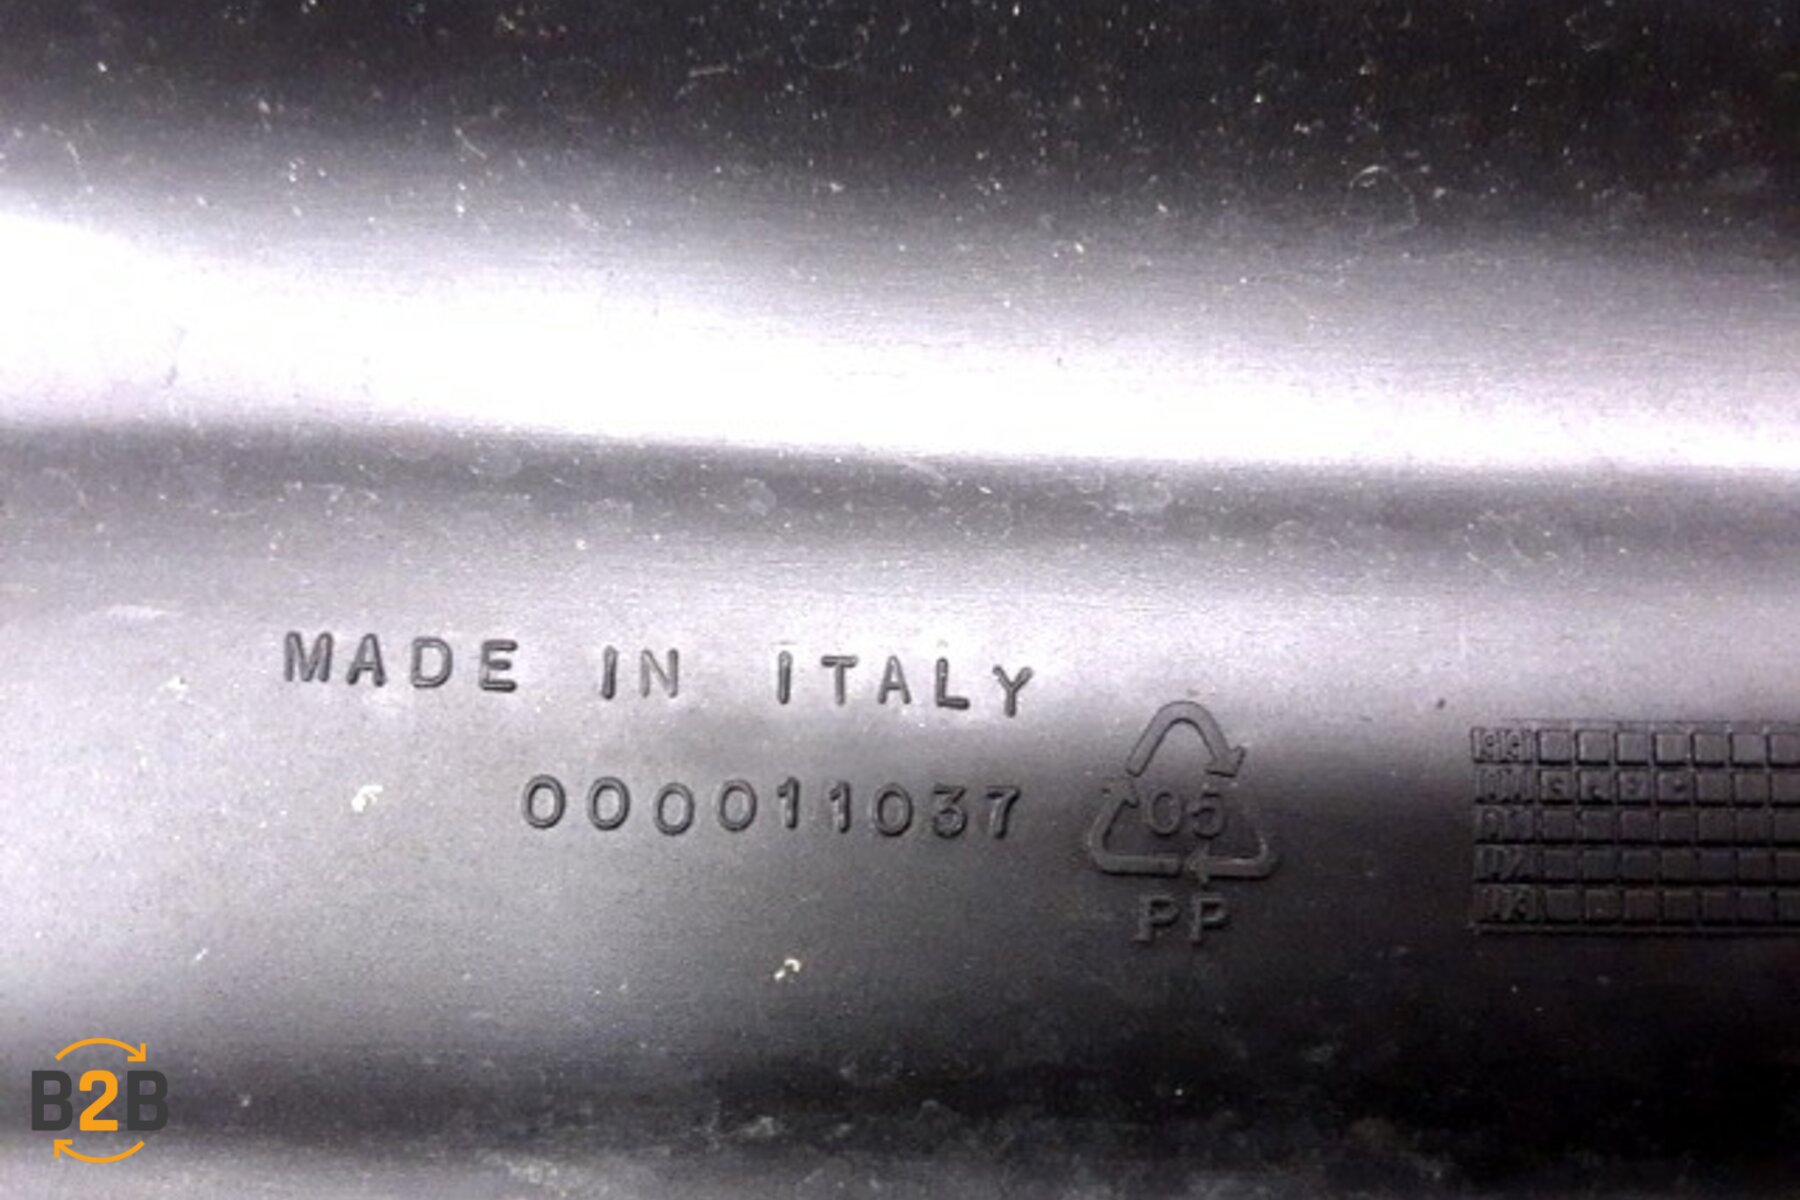 MADE IN ITALY
000011037
05
PP
B2B